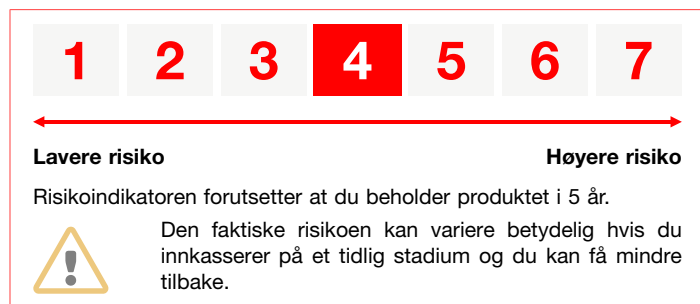 1 2 3 4 5 6 7
Lavere risiko Høyere risiko
Risikoindikatoren forutsetter at du beholder produktet i 5 år.
Den faktiske risikoen kan variere betydelig hvis du
innkasserer på et tidlig stadium og du kan få mindre
tilbake.